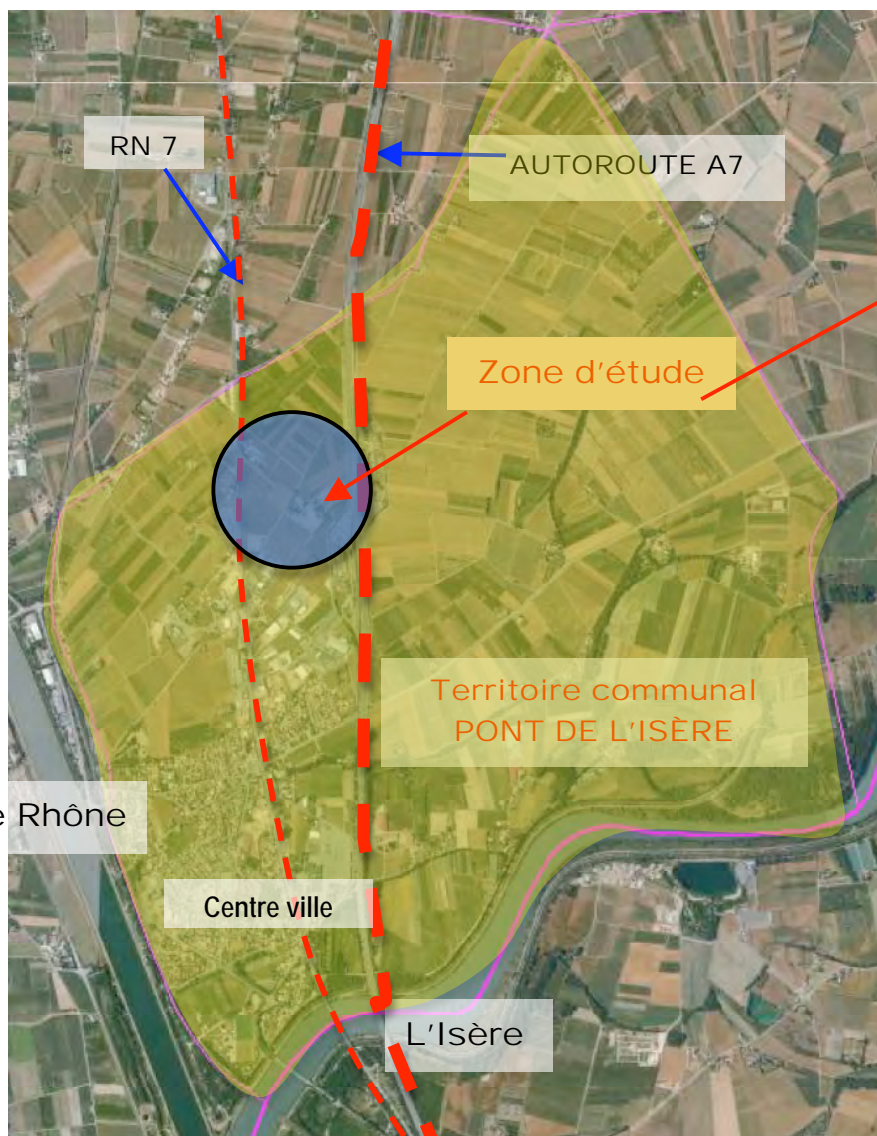 RN 7
AUTOROUTE A7
Zone d'étude
Territoire communal
PONT DE L'ISÈRE
e Rhône
Centre ville
L'Isère